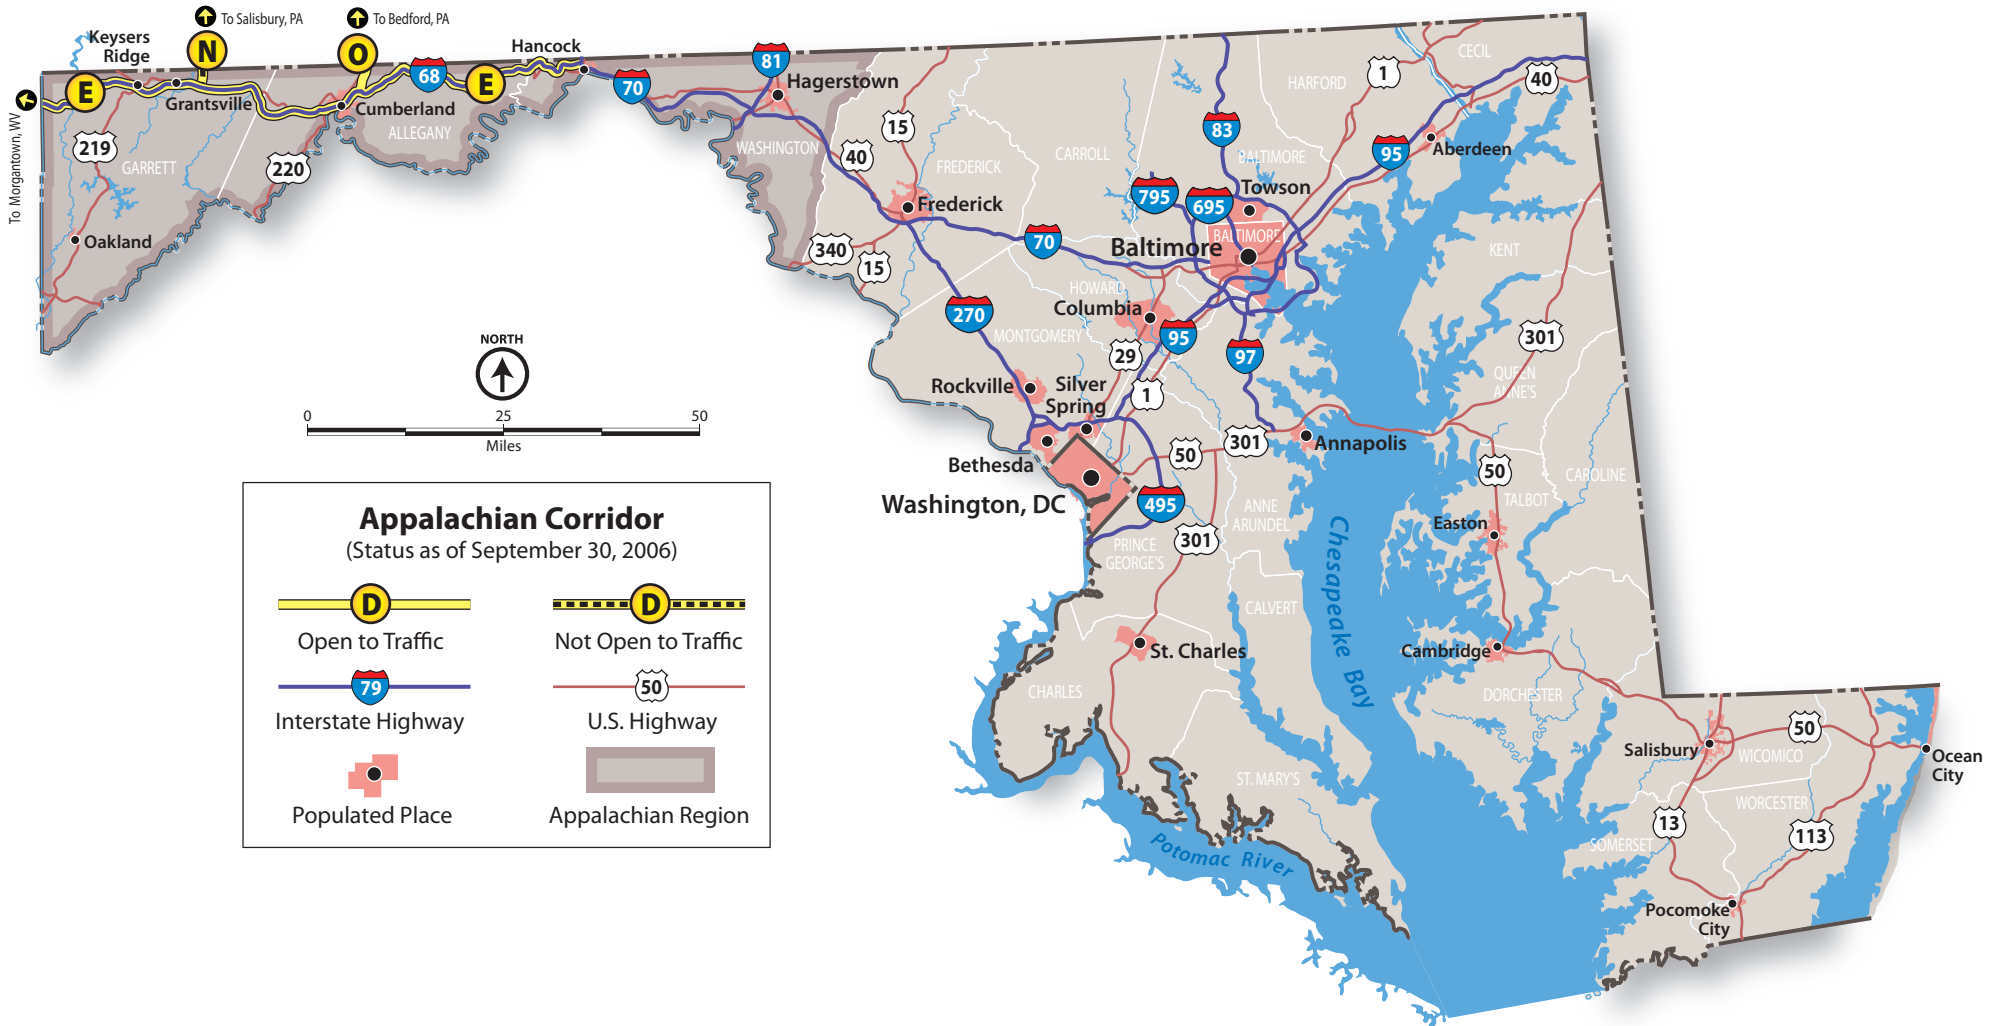 To Salisbury, PA
To Bedford, PA
Keysers
Ridge
N
O
Hancock
81
E
68
E
70
Hagerstown
Grantsville
Cumberland
To Morgantown, WV
219
GARRETT
220
ALLEGANY
WASHINGTON
Oakland
40
15
FREDERICK
CARROLL
Frederick
340
15
83
BALTIMORE
HARFORD
1
CECIL
40
95
Aberdeen
795
695
Towson
BALTIMORE
Baltimore
70
KENT
HOWARD
Columbia
270
MONTGOMERY
95
29
97
1
301
QUEEN
ANNE'S
Rockville
Silver
Spring
Bethesda
50
301
Annapolis
Washington, DC
495
301
ANNE
ARUNDEL
PRINCE
GEORGE'S
50
TALBOT
CAROLINE
Easton
Chesapeake Bay
CALVERT
St. Charles
Cambridge
CHARLES
DORCHESTER
ST. MARY'S
Potomac River
Salisbury
50
WICOMICO
Ocean
City
WORCESTER
13
113
SOMERSET
Pocomoke
City
NORTH
0
25
50
Miles
Appalachian Corridor
(Status as of September 30, 2006)
D
D
Open to Traffic
Not Open to Traffic
79
50
Interstate Highway
U.S. Highway
Populated Place
Appalachian Region